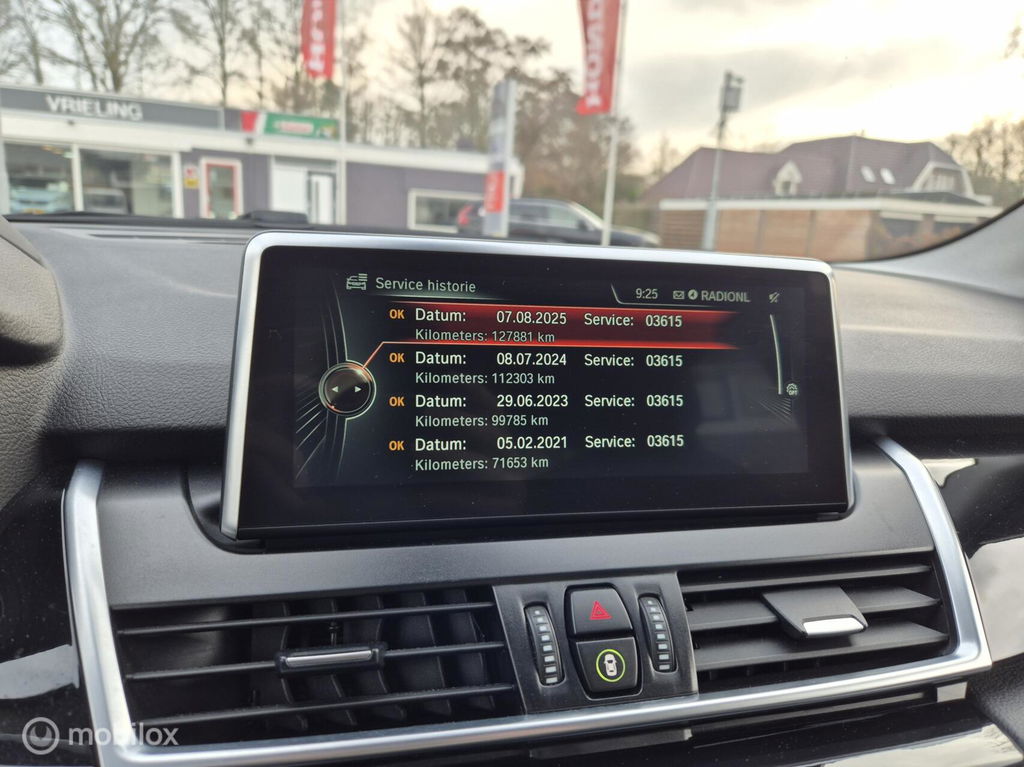 VRIELING
HONDA
Service historie
9:25
RADIONL
OK Datum: 07.08.2025 Service: 03615
Kilometers: 127881 km
OK Datum: 08.07.2024 Service: 03615
Kilometers: 112303 km
OK Datum: 29.06.2023 Service: 03615
Kilometers: 99785 km
OK Datum: 05.02.2021 Service: 03615
Kilometers: 71653 km
OFF
mobilox